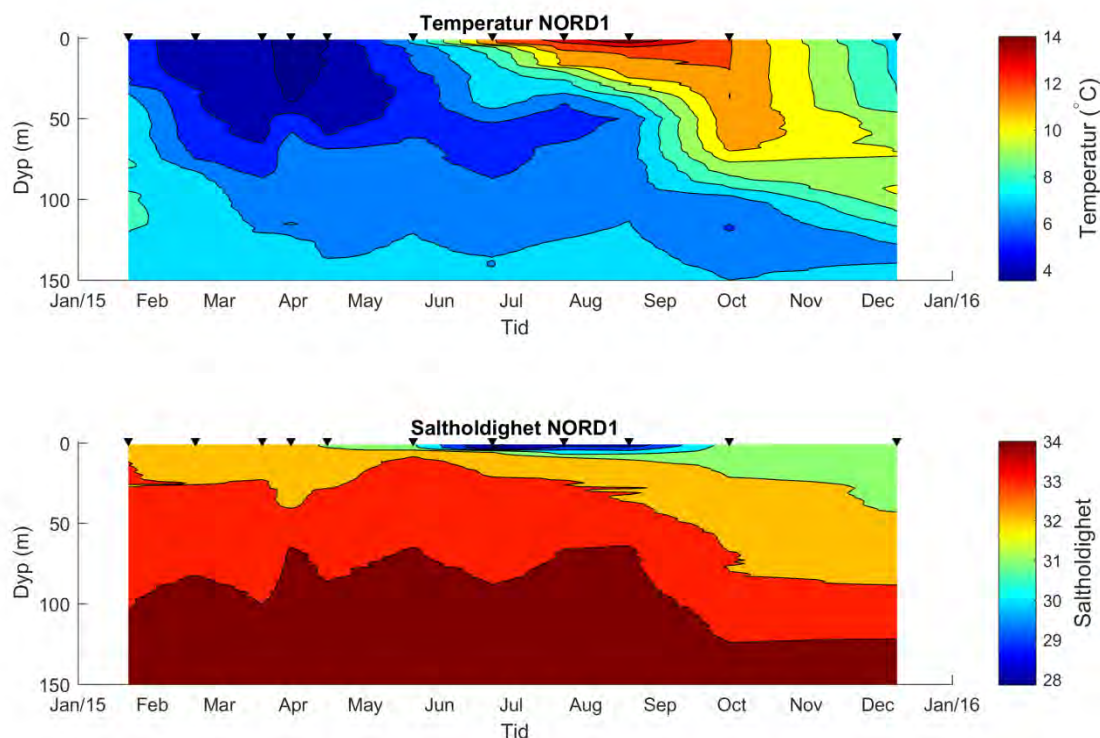 Temperatur NORD1
0
50
100
150
Dyp (m)
Jan/15 Feb Mar Apr May Jun Jul Aug Sep Oct Nov Dec Jan/16
Tid
14
12
10
8
6
4
Temperatur (°C)
Saltholdighet NORD1
0
50
100
150
Dyp (m)
Jan/15 Feb Mar Apr May Jun Jul Aug Sep Oct Nov Dec Jan/16
Tid
34
33
32
31
30
29
28
Saltholdighet